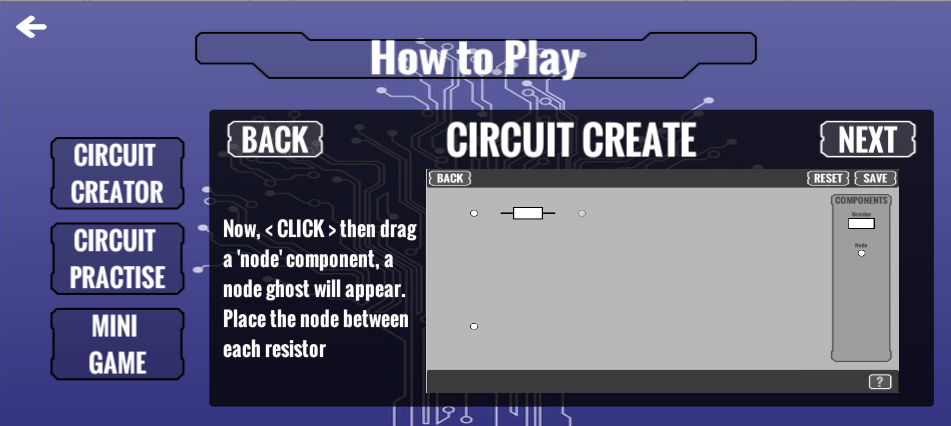 How to Play
BACK
CIRCUIT CREATE
NEXT
CIRCUIT
CREATOR
CIRCUIT
PRACTISE
MINI
GAME
Now, < CLICK > then drag
a 'node' component, a
node ghost will appear.
Place the node between
each resistor
BACK
RESET
SAVE
COMPONENTS
Resistor
Node
?